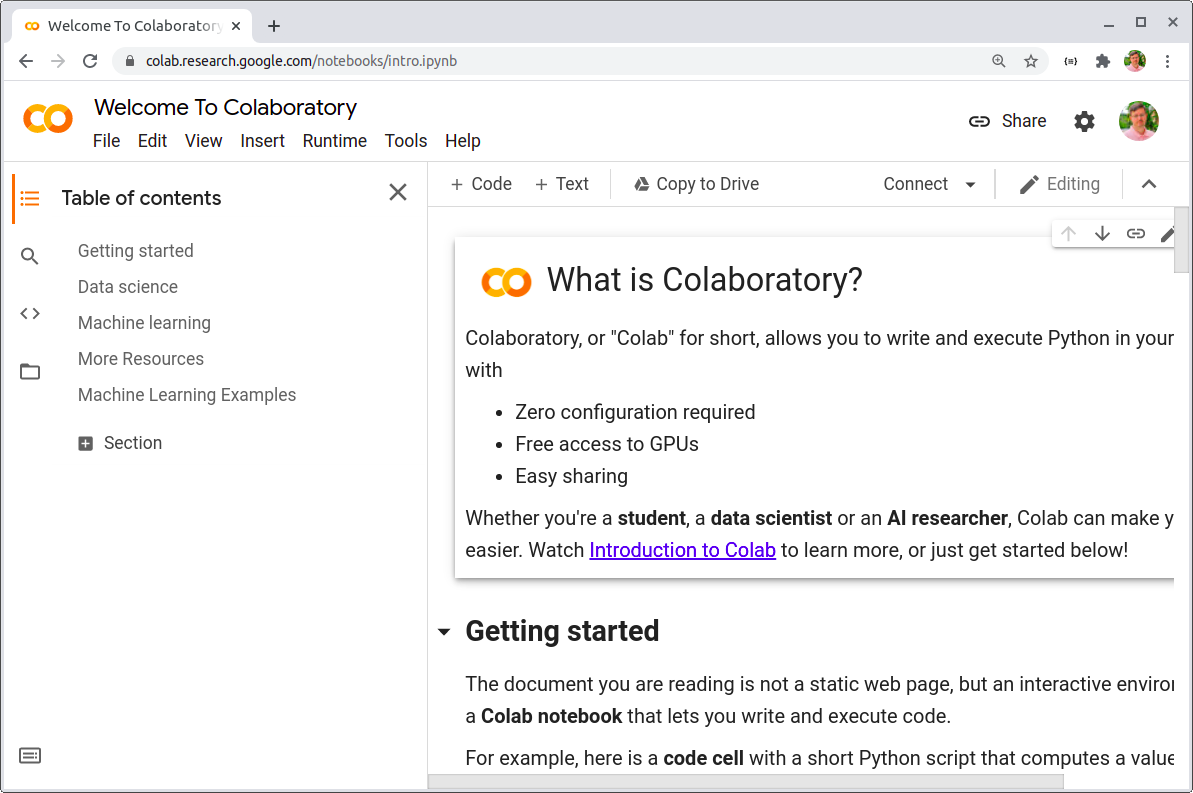 Welcome To Colaboratory
colab.research.google.com/notebooks/intro.ipynb
Welcome To Colaboratory
File Edit View Insert Runtime Tools Help
Share
Table of contents
Getting started
Data science
Machine learning
More Resources
Machine Learning Examples
Section
+ Code + Text Copy to Drive Connect Editing
What is Colaboratory?
Colaboratory, or "Colab" for short, allows you to write and execute Python in your
with
• Zero configuration required
• Free access to GPUs
• Easy sharing
Whether you're a student, a data scientist or an AI researcher, Colab can make y
easier. Watch Introduction to Colab to learn more, or just get started below!
Getting started
The document you are reading is not a static web page, but an interactive enviro
a Colab notebook that lets you write and execute code.
For example, here is a code cell with a short Python script that computes a value